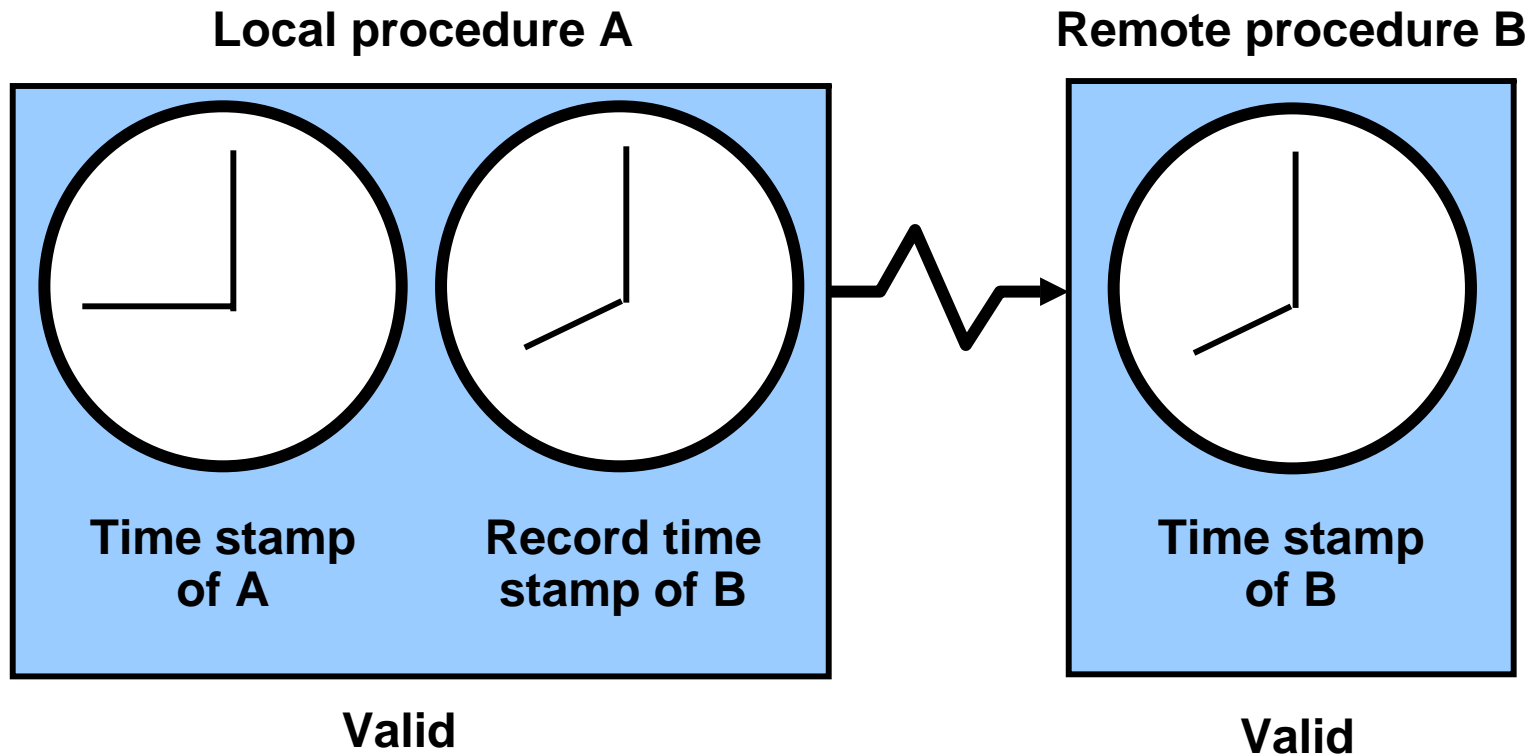 Local procedure A
Remote procedure B
Time stamp
of A
Record time
stamp of B
Time stamp
of B
Valid
Valid